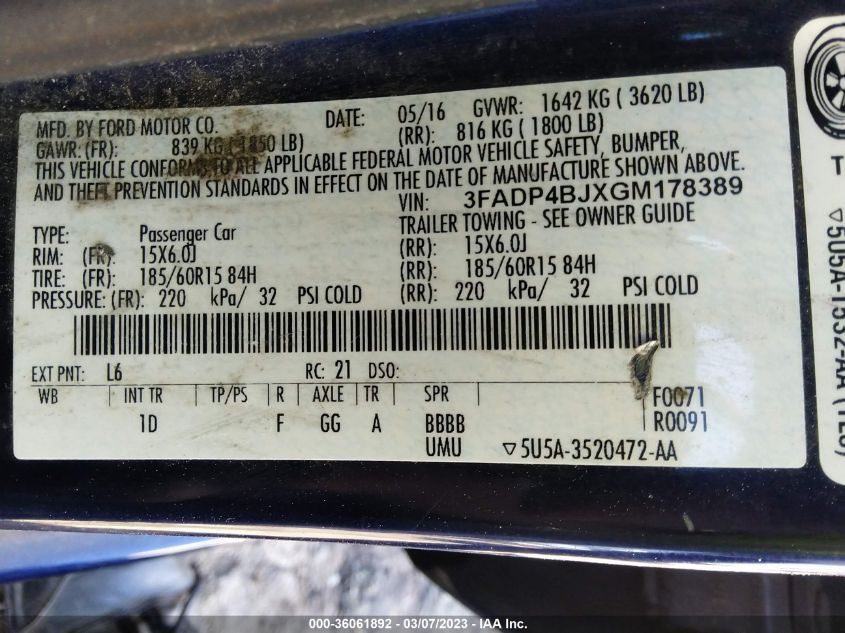 MFD. BY FORD MOTOR CO. DATE: 05/16 GVWR: 1642 KG ( 3620 LB)
GAWR: (FR): 839 KG ( 1850 LB) (RR): 816 KG ( 1800 LB)
THIS VEHICLE CONFORMS TO ALL APPLICABLE FEDERAL MOTOR VEHICLE SAFETY, BUMPER,
AND THEFT PREVENTION STANDARDS IN EFFECT ON THE DATE OF MANUFACTURE SHOWN ABOVE.
VIN: 3FADP4BJXGM178389
TYPE: Passenger Car TRAILER TOWING - SEE OWNER GUIDE
RIM: (FR): 15X6.0J (RR): 15X6.0J
TIRE: (FR): 185/60R15 84H (RR): 185/60R15 84H
PRESSURE: (FR): 220 kPa/ 32 PSI COLD (RR): 220 kPa/ 32 PSI COLD
EXT PNT: L6 RC: 21 DSO:
WB INT TR TP/PS R AXLE TR SPR F0071
1D F GG A BBBB R0091
UMU ▽5U5A-3520472-AA
T
▽5U5A-1532-AA (TEC)
000-36061892 - 03/07/2023 - IAA Inc.